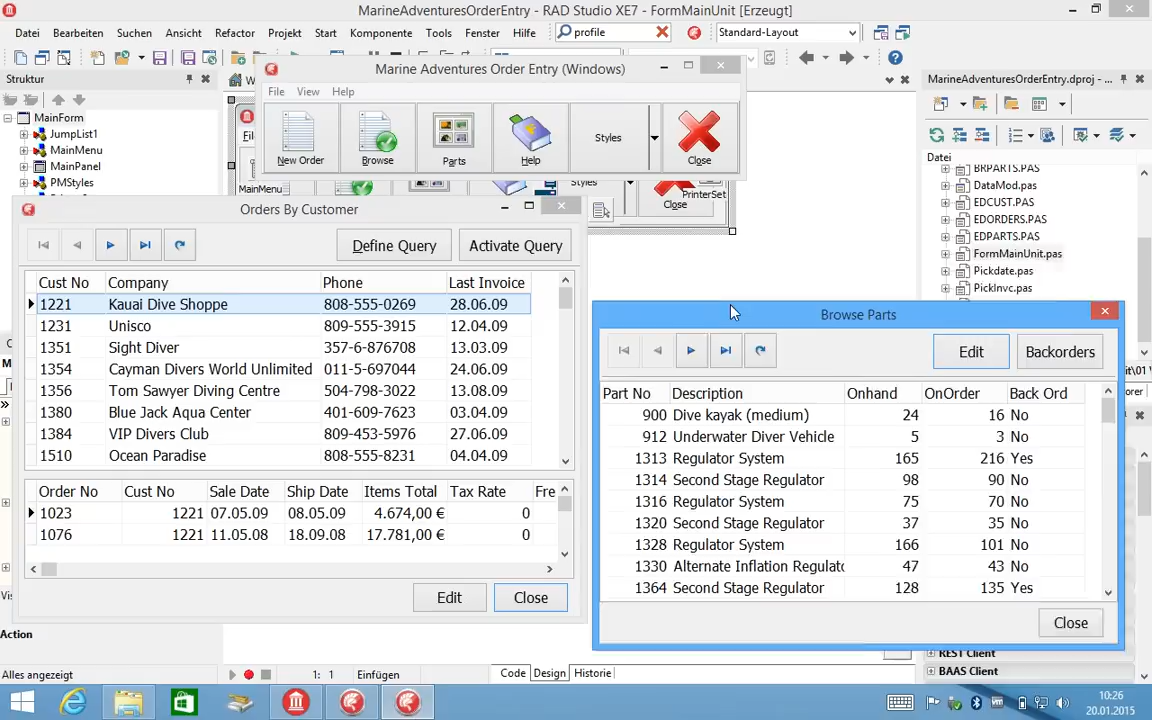 MarineAdventuresOrderEntry - RAD Studio XE7 - FormMainUnit [Erzeugt]
Datei Bearbeiten Suchen Ansicht Refactor Projekt Start Komponente Tools Fenster Hilfe profile Standard-Layout
Struktur
MainForm
JumpList1
MainMenu
MainPanel
PMStyles
Marine Adventures Order Entry (Windows)
File View Help
New Order Browse Parts Help Styles Close
MainMenu
Styles
Close
PrinterSet
MarineAdventuresOrderEntry.dproj - ...
Datei
BRPARTS.PAS
DataMod.pas
EDCUST.PAS
EDORDERS.PAS
EDPARTS.PAS
FormMainUnit.pas
Pickdate.pas
PickInvc.pas
Orders By Customer
Define Query Activate Query
Cust No Company Phone Last Invoice
1221 Kauai Dive Shoppe 808-555-0269 28.06.09
1231 Unisco 809-555-3915 12.04.09
1351 Sight Diver 357-6-876708 13.03.09
1354 Cayman Divers World Unlimited 011-5-697044 24.06.09
1356 Tom Sawyer Diving Centre 504-798-3022 13.08.09
1380 Blue Jack Aqua Center 401-609-7623 03.04.09
1384 VIP Divers Club 809-453-5976 27.06.09
1510 Ocean Paradise 808-555-8231 04.04.09
Order No Cust No Sale Date Ship Date Items Total Tax Rate Fre
1023 1221 07.05.09 08.05.09 4.674,00 € 0
1076 1221 11.05.08 18.09.08 17.781,00 € 0
Edit Close
Browse Parts
Edit Backorders
Part No Description Onhand OnOrder Back Ord
900 Dive kayak (medium) 24 16 No
912 Underwater Diver Vehicle 5 3 No
1313 Regulator System 165 216 Yes
1314 Second Stage Regulator 98 90 No
1316 Regulator System 75 70 No
1320 Second Stage Regulator 37 35 No
1328 Regulator System 166 101 No
1330 Alternate Inflation Regulato 47 43 No
1364 Second Stage Regulator 128 135 Yes
Close
Action
REST Client
BAAS Client
Alles angezeigt
1: 1 Einfügen Code Design Historie
10:26
20.01.2015